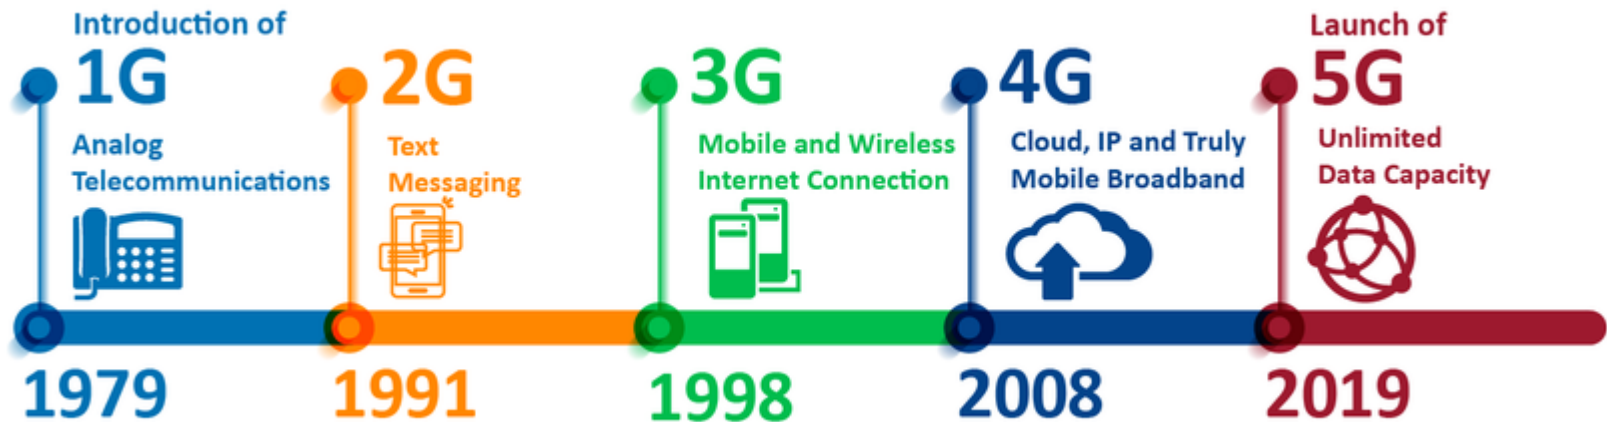 Introduction of
1G
Analog
Telecommunications
1979
2G
Text
Messaging
1991
3G
Mobile and Wireless
Internet Connection
1998
4G
Cloud, IP and Truly
Mobile Broadband
2008
Launch of
5G
Unlimited
Data Capacity
2019